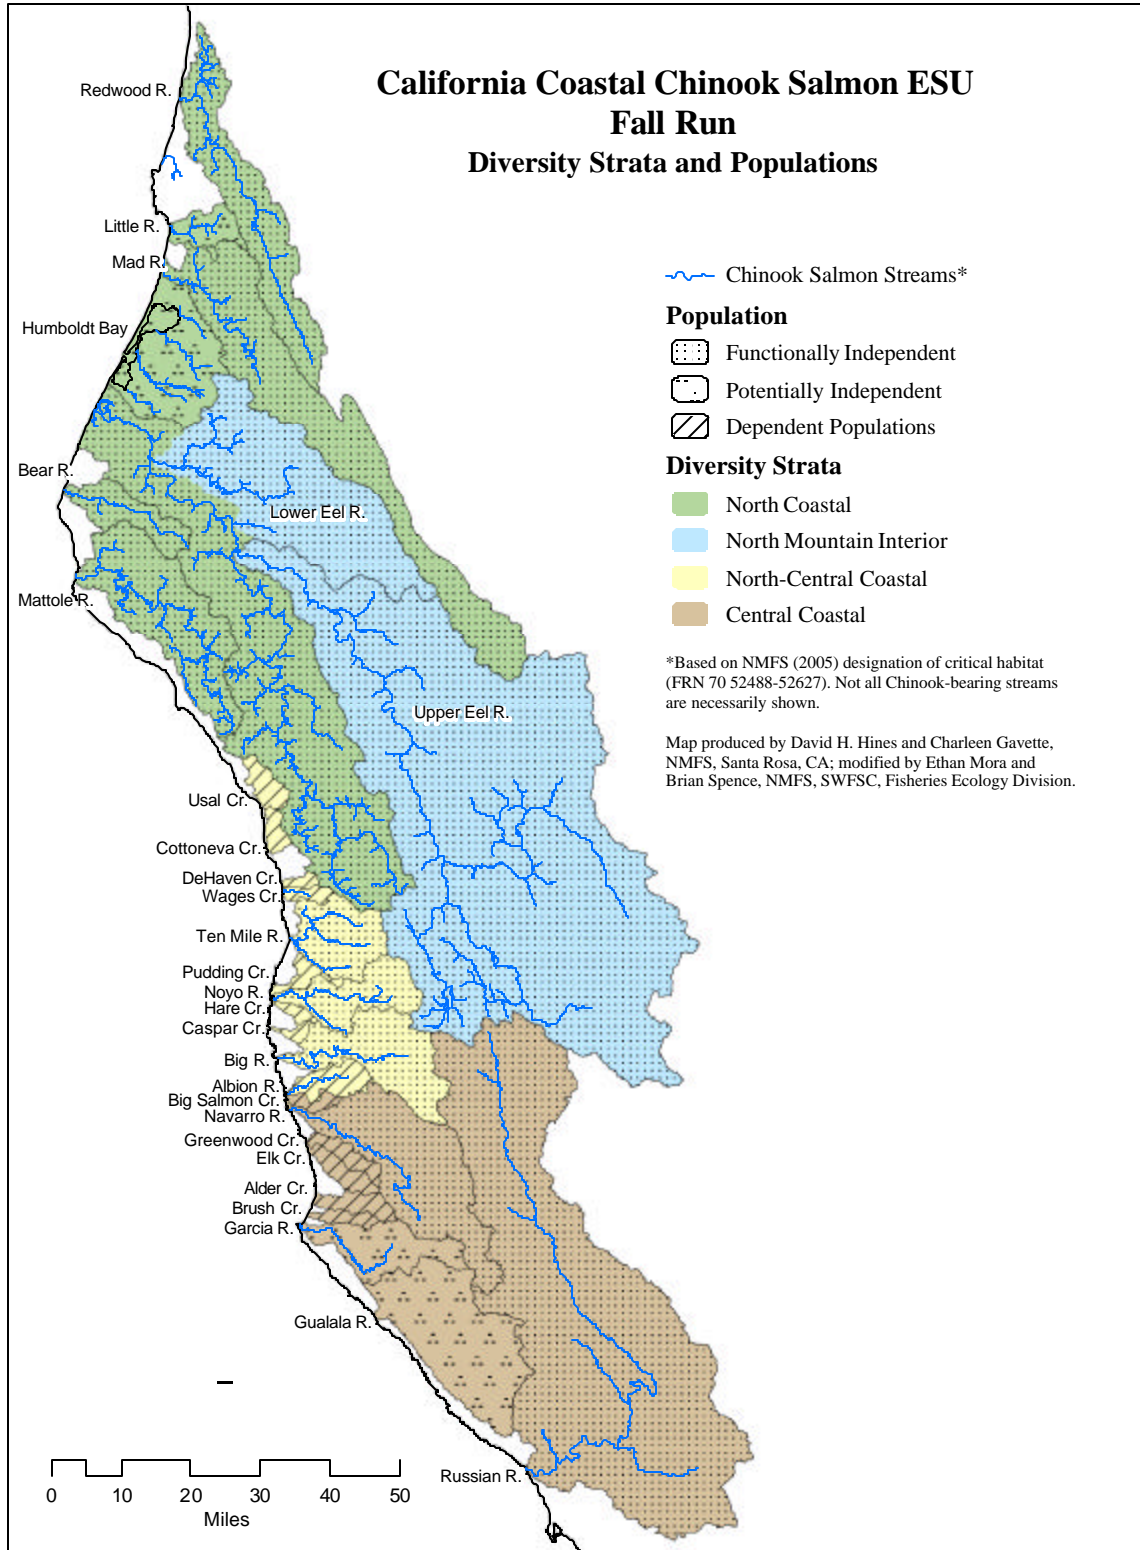 California Coastal Chinook Salmon ESU
Fall Run
Diversity Strata and Populations
Redwood R.
Little R.
Mad R.
Humboldt Bay
Bear R.
Lower Eel R.
Mattole R.
Upper Eel R.
Usal Cr.
Cottoneva Cr.
DeHaven Cr.
Wages Cr.
Ten Mile R.
Pudding Cr.
Noyo R.
Hare Cr.
Caspar Cr.
Big R.
Albion R.
Big Salmon Cr.
Navarro R.
Greenwood Cr.
Elk Cr.
Alder Cr.
Brush Cr.
Garcia R.
Gualala R.
Russian R.
Chinook Salmon Streams*
Population
Functionally Independent
Potentially Independent
Dependent Populations
Diversity Strata
North Coastal
North Mountain Interior
North-Central Coastal
Central Coastal
*Based on NMFS (2005) designation of critical habitat
(FRN 70 52488-52627). Not all Chinook-bearing streams
are necessarily shown.
Map produced by David H. Hines and Charleen Gavette,
NMFS, Santa Rosa, CA; modified by Ethan Mora and
Brian Spence, NMFS, SWFSC, Fisheries Ecology Division.
0 10 20 30 40 50
Miles